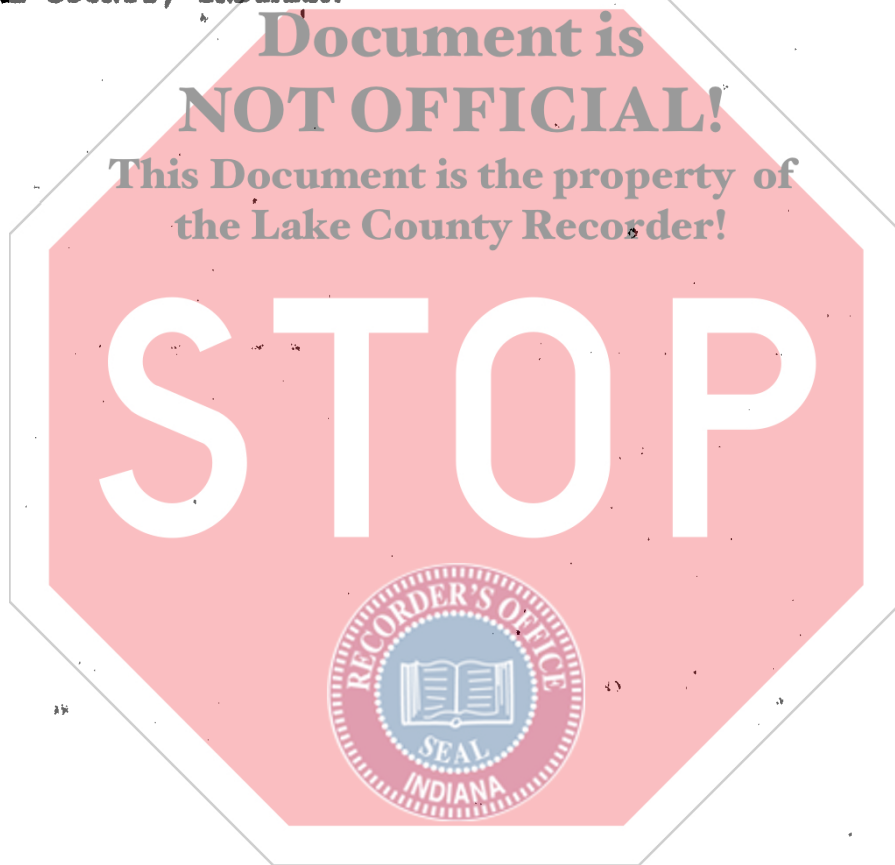 Document is
NOT OFFICIAL!
This Document is the property of
the Lake County Recorder!
STOP
RECORDER'S OFFICE
SEAL
INDIANA